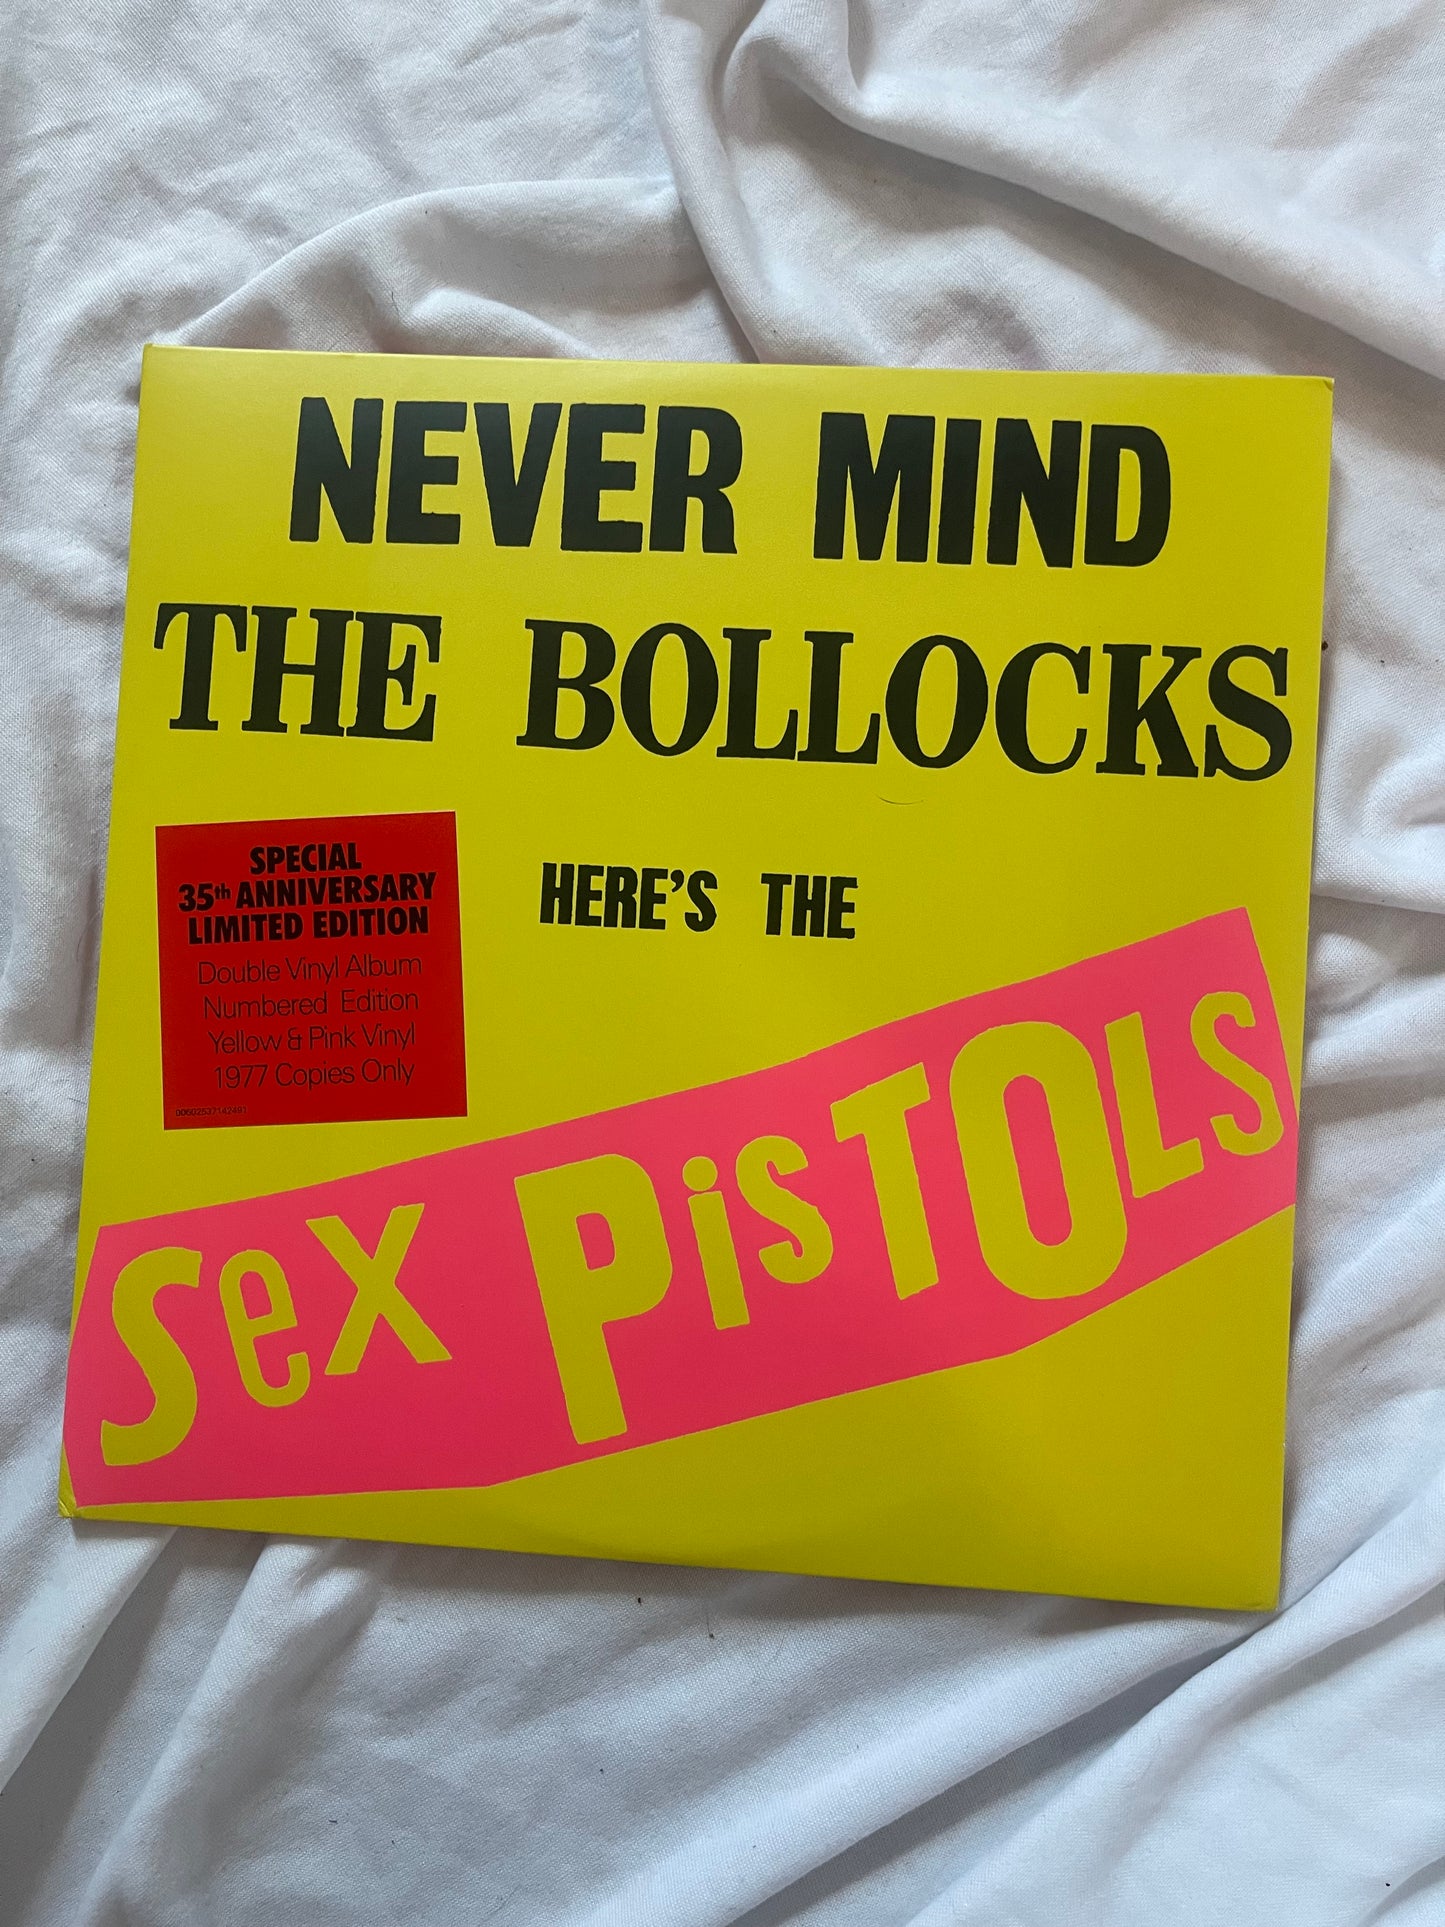 NEVER MIND
THE BOLLOCKS
HERE'S THE
SPECIAL
35th ANNIVERSARY
LIMITED EDITION
Double Vinyl Album
Numbered Edition
Yellow & Pink Vinyl
1977 Copies Only
00602537142491
Sex PiSTOLS